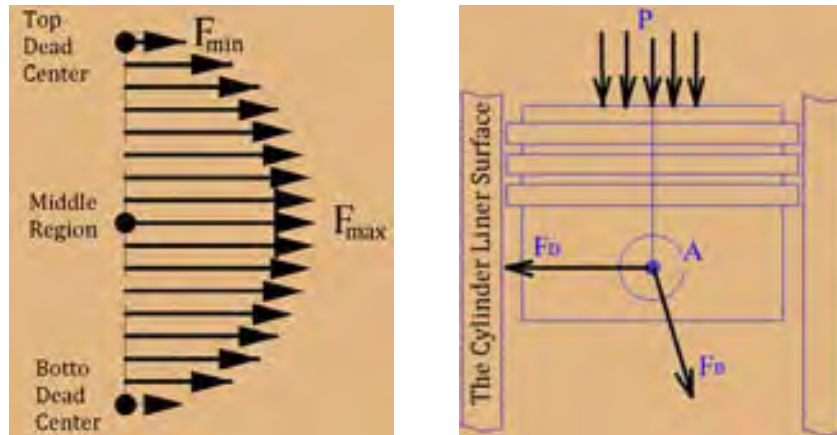 Top
Dead
Center
Fmin
Middle
Region
Fmax
Botto
Dead
Center
P
The Cylinder Liner Surface
FD
A
FB